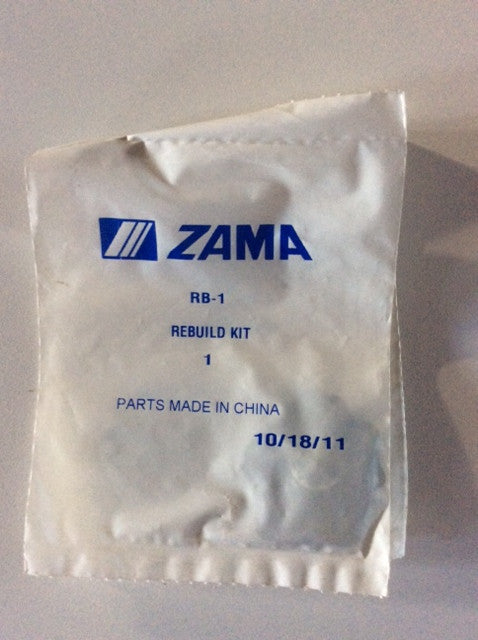 ZAMA
RB-1
REBUILD KIT
1
PARTS MADE IN CHINA
10/18/11